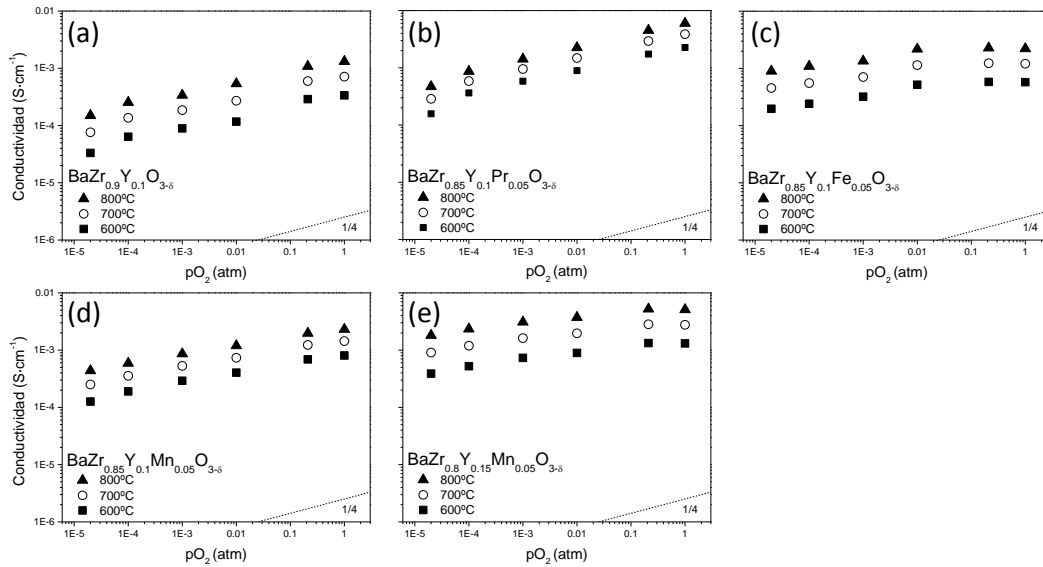 (a)
0.01
1E-3
1E-4
1E-5
1E-6
Conductividad (S·cm⁻¹)
BaZr₀.₉Y₀.₁O₃₋δ
800ºC
700ºC
600ºC
1/4
1E-5 1E-4 1E-3 0.01 0.1 1
pO₂ (atm)
(b)
BaZr₀.₈₅Y₀.₁Pr₀.₀₅O₃₋δ
800ºC
700ºC
600ºC
1/4
1E-5 1E-4 1E-3 0.01 0.1 1
pO₂ (atm)
(c)
BaZr₀.₈₅Y₀.₁Fe₀.₀₅O₃₋δ
800ºC
700ºC
600ºC
1/4
1E-5 1E-4 1E-3 0.01 0.1 1
pO₂ (atm)
(d)
0.01
1E-3
1E-4
1E-5
1E-6
Conductividad (S·cm⁻¹)
BaZr₀.₈₅Y₀.₁Mn₀.₀₅O₃₋δ
800ºC
700ºC
600ºC
1/4
1E-5 1E-4 1E-3 0.01 0.1 1
pO₂ (atm)
(e)
BaZr₀.₈Y₀.₁₅Mn₀.₀₅O₃₋δ
800ºC
700ºC
600ºC
1/4
1E-5 1E-4 1E-3 0.01 0.1 1
pO₂ (atm)